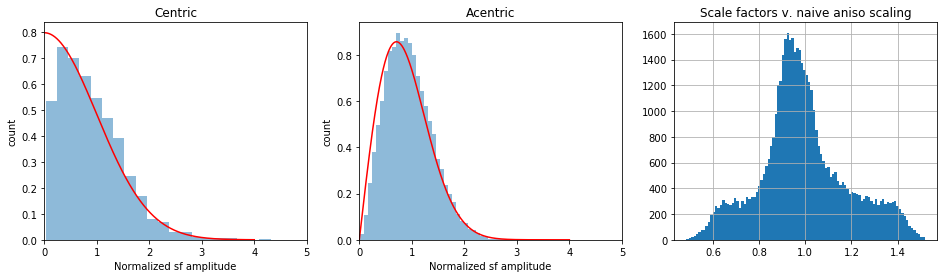 Centric
0.8
0.7
0.6
0.5
0.4
0.3
0.2
0.1
0.0
count
0 1 2 3 4 5
Normalized sf amplitude
Acentric
0.8
0.6
0.4
0.2
0.0
count
0 1 2 3 4 5
Normalized sf amplitude
Scale factors v. naive aniso scaling
1600
1400
1200
1000
800
600
400
200
0
0.6 0.8 1.0 1.2 1.4